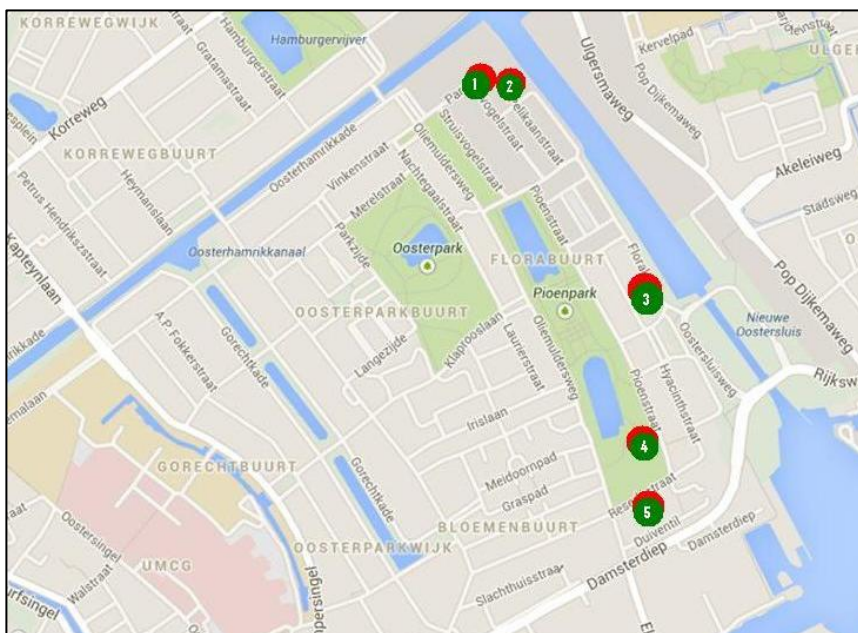 KORREWEGWIJK
Hamburgervijver
Hamburgerstraat
Gratamastraat
Korreweg
Ulgersmaweg
Kervelpad
Pop Dijkemaweg
1
2
Struisvogelstraat
Oliemuldersweg
Oosterhamrikkade
Vinkenstraat
Nachtegaalstraat
Merelstraat
KORREWEGBUURT
Heymanslaan
Petrus Hendrikszstraat
Akeleiweg
Stadsweg
Kapteynlaan
Oosterhamrikkanaal
Parkzijde
Oosterpark
Pioenstraat
FLORABUURT
Pioenpark
3
Pop Dijkemaweg
Nieuwe
Oostersluis
OOSTERPARKBUURT
Gorechtkade
A.P. Fokkerstraat
Langezijde
Klaprooslaan
Laurierstraat
Oliemuldersweg
Oostersluisweg
Hyacinthstraat
Pioenstraat
Irislaan
4
GORECHTBUURT
Gorechtkade
Meidoornpad
Graspad
5
BLOEMENBUURT
Duiventil
Damsterdiep
Oostersingel
OOSTERPARKWIJK
UMCG
Walstraat
Damsterdiep